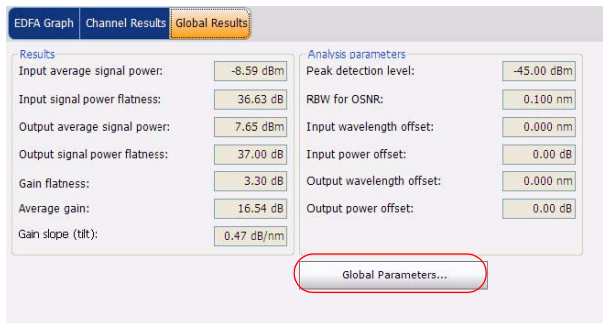 EDFA Graph Channel Results Global Results
Results
Input average signal power: -8.59 dBm
Input signal power flatness: 36.63 dB
Output average signal power: 7.65 dBm
Output signal power flatness: 37.00 dB
Gain flatness: 3.30 dB
Average gain: 16.54 dB
Gain slope (tilt): 0.47 dB/nm
Analysis parameters
Peak detection level: -45.00 dBm
RBW for OSNR: 0.100 nm
Input wavelength offset: 0.000 nm
Input power offset: 0.00 dB
Output wavelength offset: 0.000 nm
Output power offset: 0.00 dB
Global Parameters...